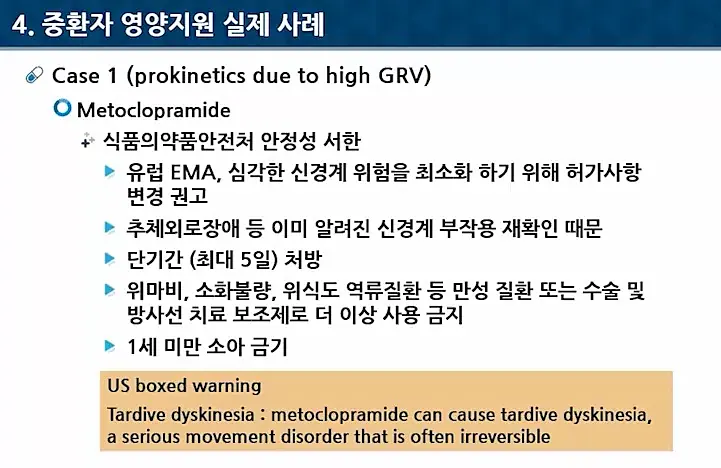 4. 중환자 영양지원 실제 사례
Case 1 (prokinetics due to high GRV)
Metoclopramide
식품의약품안전처 안정성 서한
유럽 EMA, 심각한 신경계 위험을 최소화 하기 위해 허가사항
변경 권고
추체외로장애 등 이미 알려진 신경계 부작용 재확인 때문
단기간 (최대 5일) 처방
위마비, 소화불량, 위식도 역류질환 등 만성 질환 또는 수술 및
방사선 치료 보조제로 더 이상 사용 금지
1세 미만 소아 금기
US boxed warning
Tardive dyskinesia : metoclopramide can cause tardive dyskinesia,
a serious movement disorder that is often irreversible